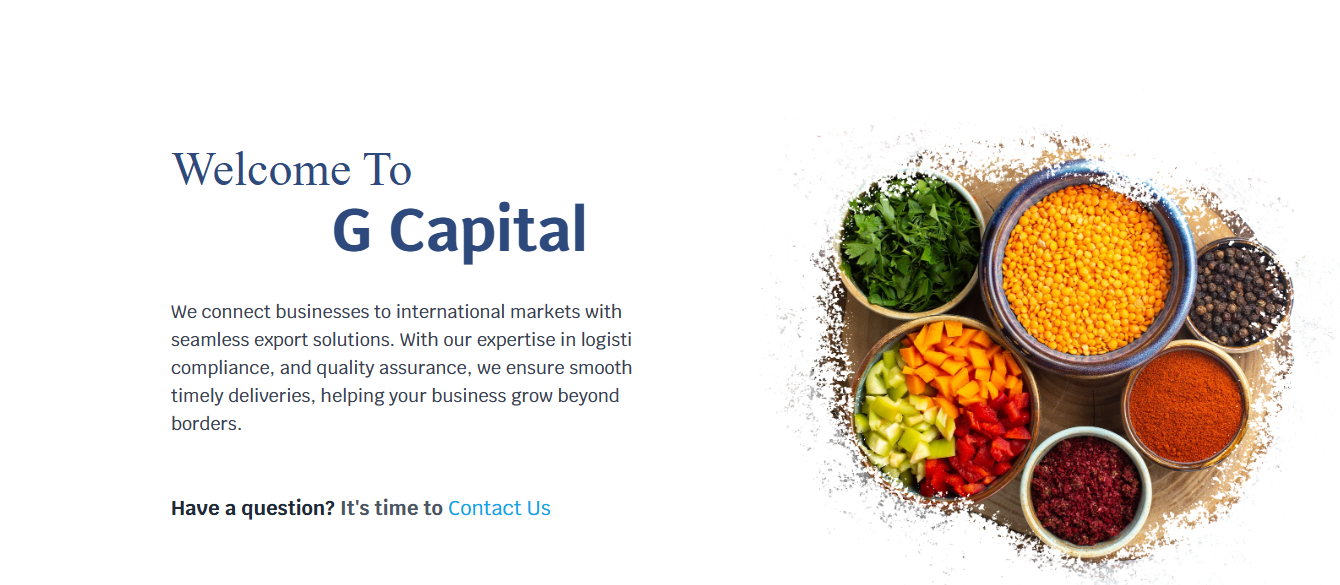 Welcome To
G Capital
We connect businesses to international markets with
seamless export solutions. With our expertise in logisti
compliance, and quality assurance, we ensure smooth
timely deliveries, helping your business grow beyond
borders.
Have a question? It's time to Contact Us